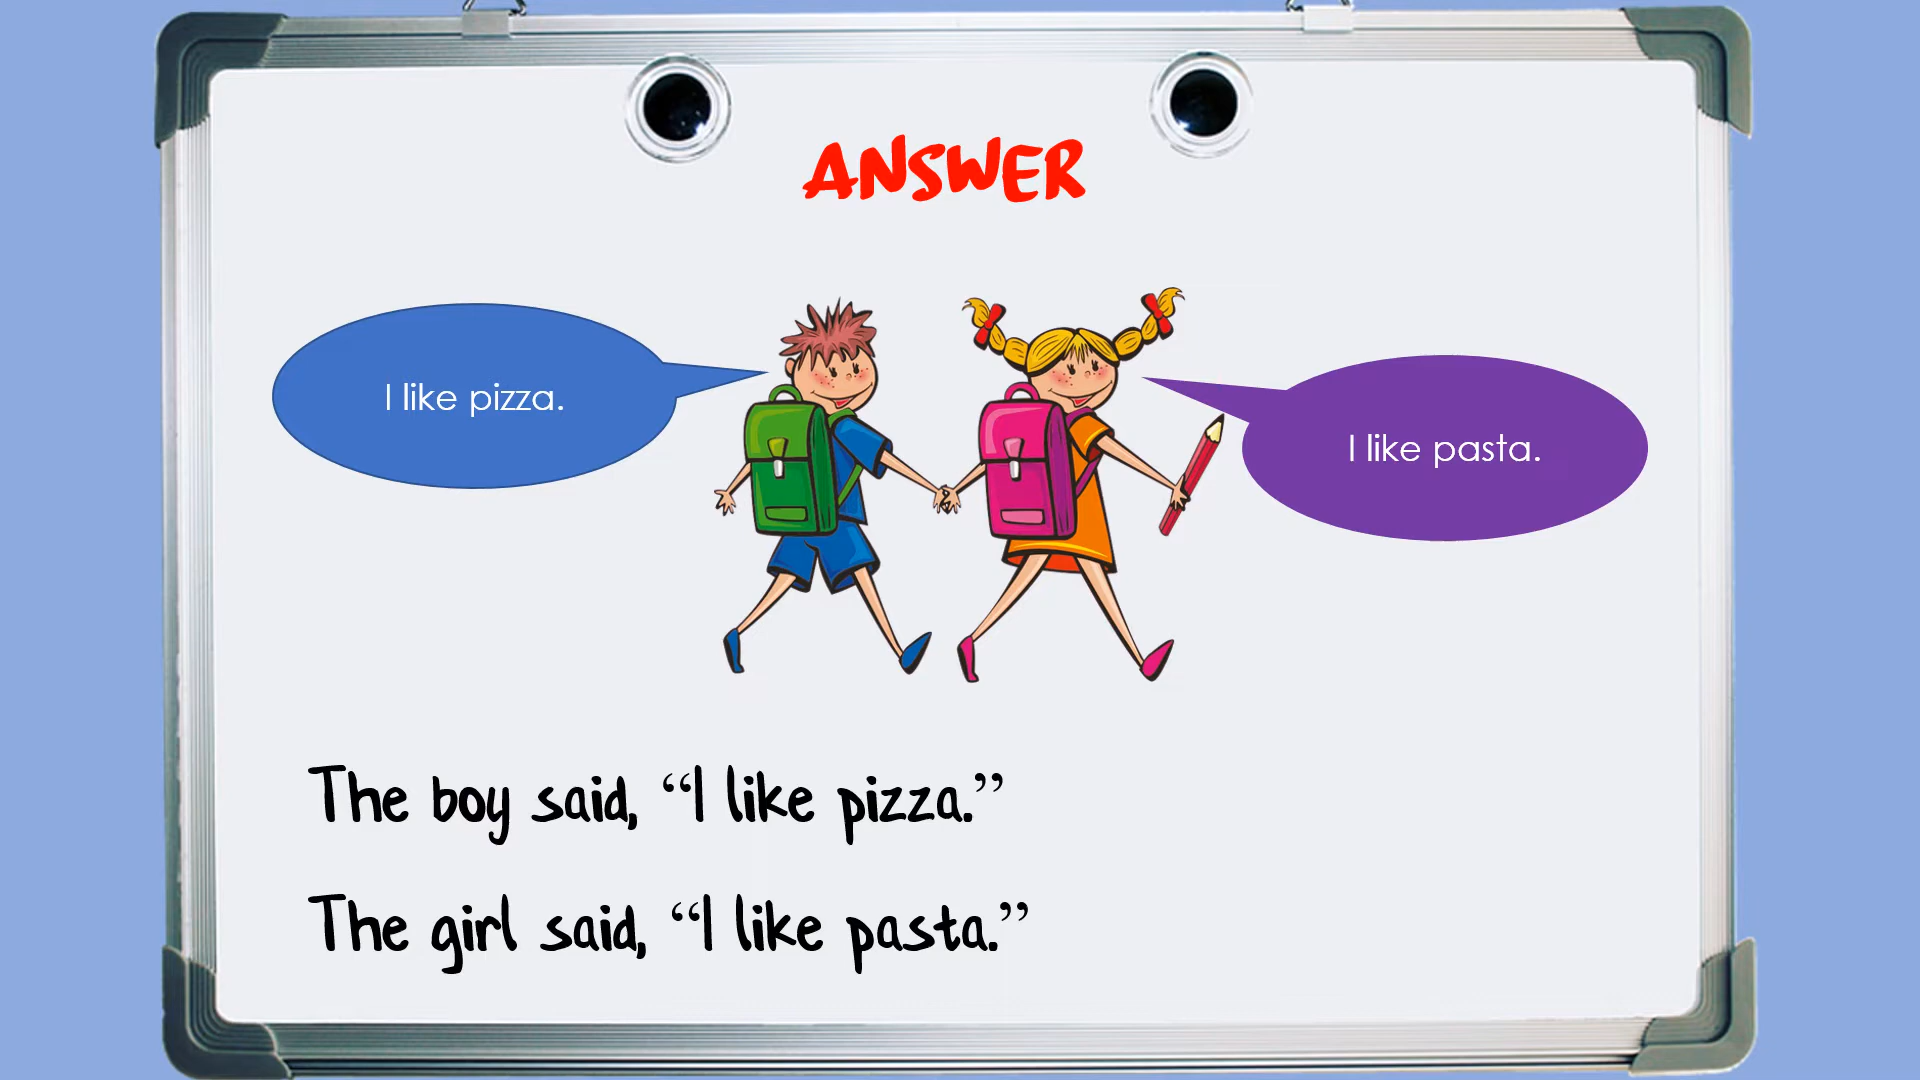 ANSWER
I like pizza.
I like pasta.
The boy said, “I like pizza.”
The girl said, “I like pasta.”